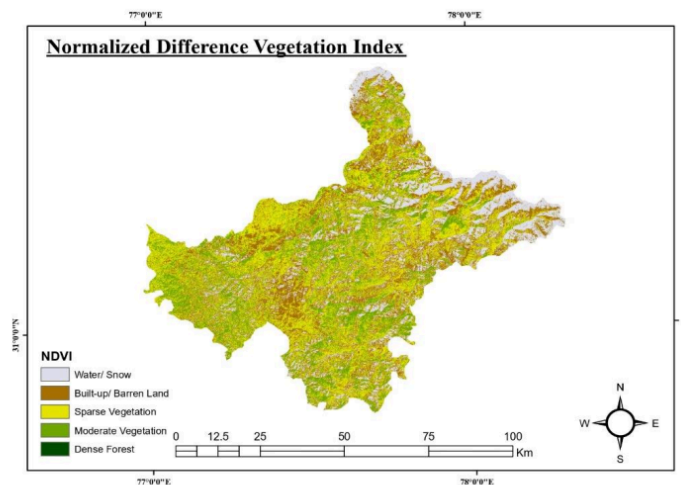 77°0'0"E 78°0'0"E
Normalized Difference Vegetation Index
31°0'0"N
NDVI
Water/ Snow
Built-up/ Barren Land
Sparse Vegetation
Moderate Vegetation
Dense Forest
0 12.5 25 50 75 100
Km
N
W E
S
77°0'0"E 78°0'0"E